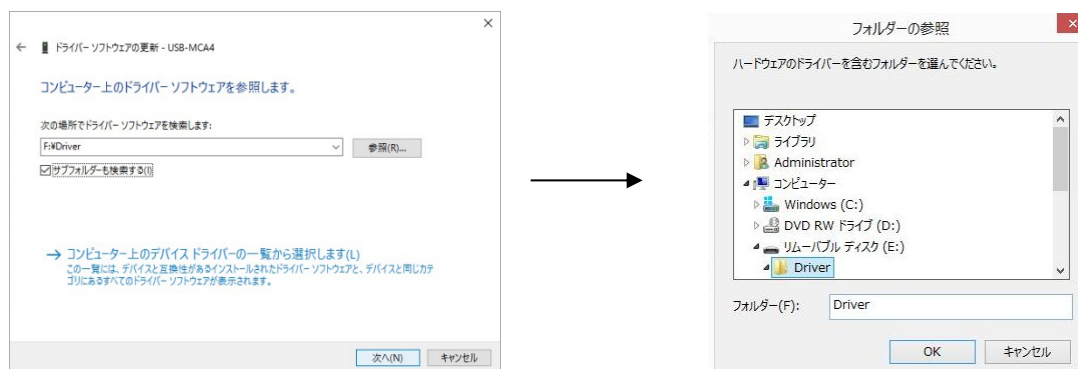 ドライバー ソフトウェアの更新 - USB-MCA4
コンピューター上のドライバー ソフトウェアを参照します。
次の場所でドライバー ソフトウェアを検索します:
F:¥Driver
参照(R)...
サブフォルダーも検索する(I)
→ コンピューター上のデバイス ドライバーの一覧から選択します(L)
この一覧には、デバイスと互換性があるインストールされたドライバー ソフトウェアと、デバイスと同じカテ
ゴリにあるすべてのドライバー ソフトウェアが表示されます。
次へ(N)
キャンセル
フォルダーの参照
ハードウェアのドライバーを含むフォルダーを選んでください。
デスクトップ
ライブラリ
Administrator
コンピューター
Windows (C:)
DVD RW ドライブ (D:)
リムーバブル ディスク (E:)
Driver
フォルダー(F):
Driver
OK
キャンセル